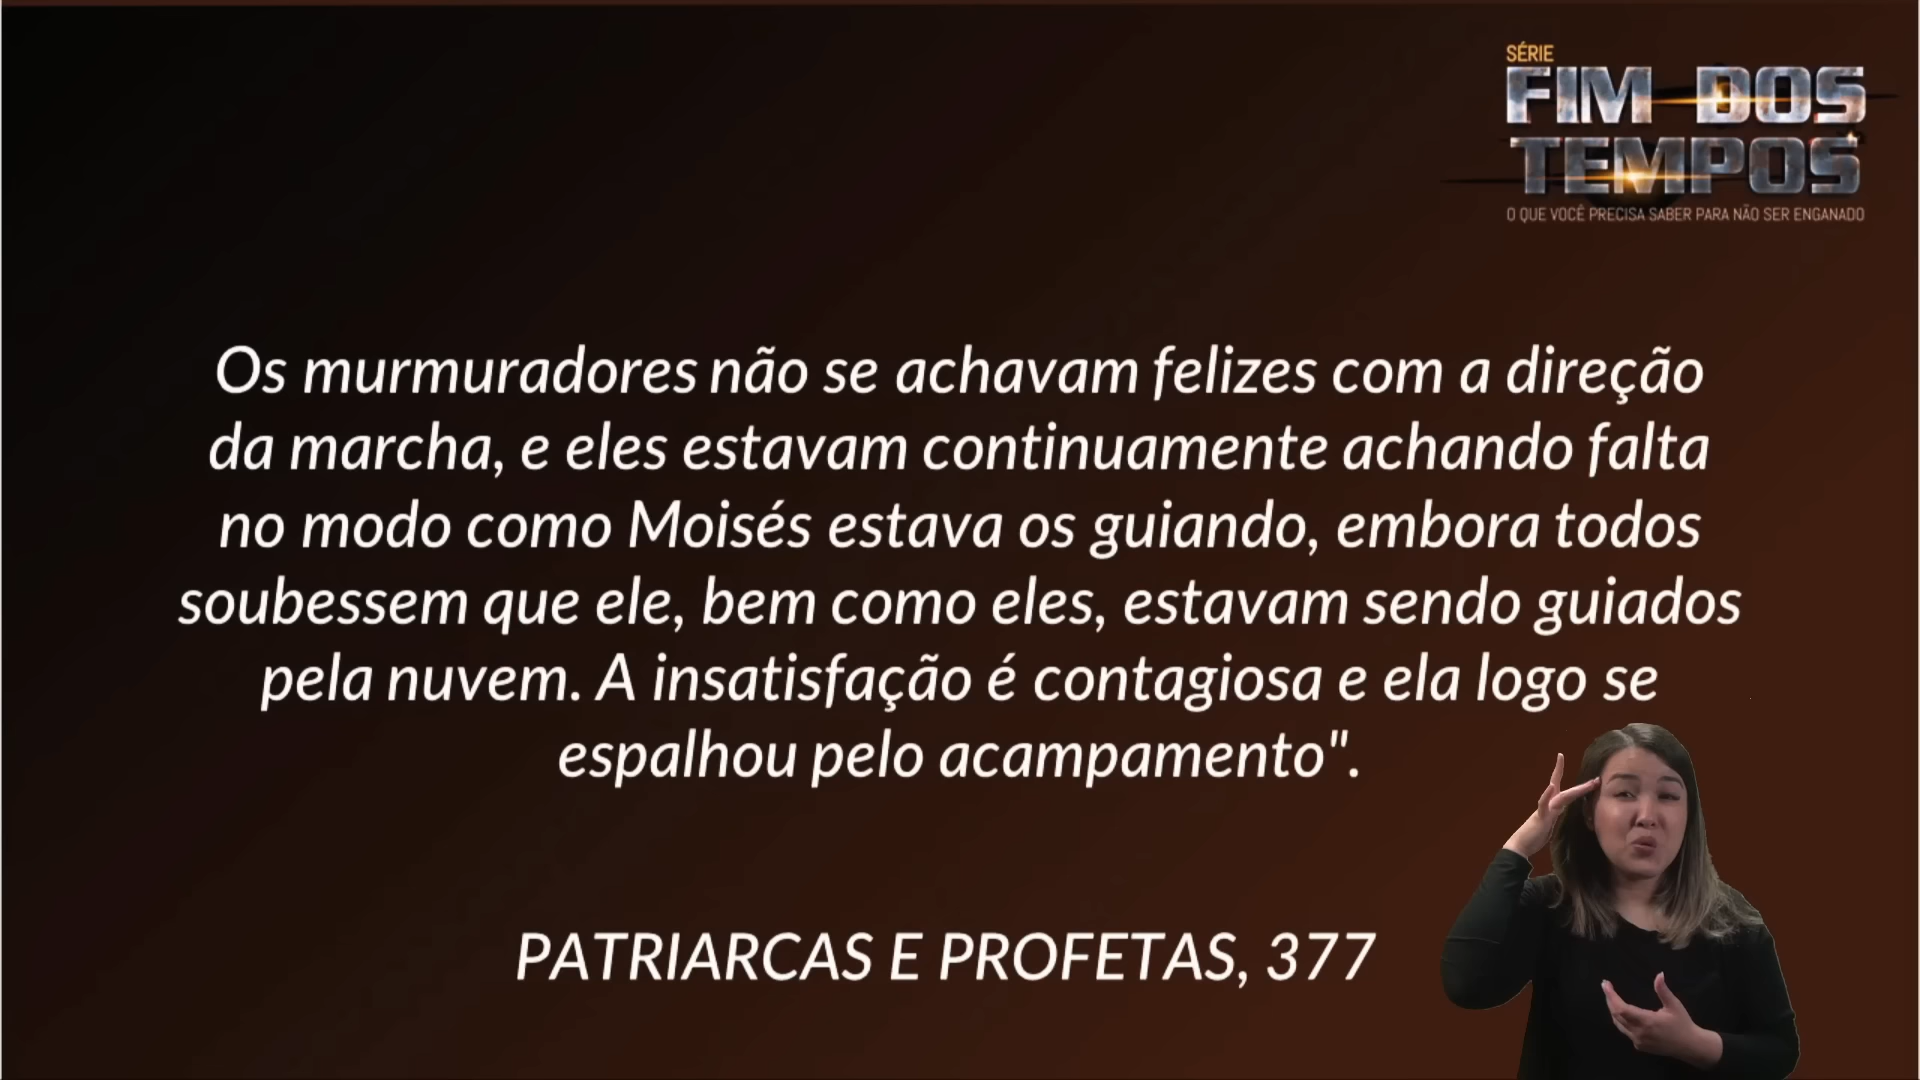 SÉRIE
FIM DOS
TEMPOS
O QUE VOCÊ PRECISA SABER PARA NÃO SER ENGANADO
Os murmuradores não se achavam felizes com a direção
da marcha, e eles estavam continuamente achando falta
no modo como Moisés estava os guiando, embora todos
soubessem que ele, bem como eles, estavam sendo guiados
pela nuvem. A insatisfação é contagiosa e ela logo se
espalhou pelo acampamento".
PATRIARCAS E PROFETAS, 377